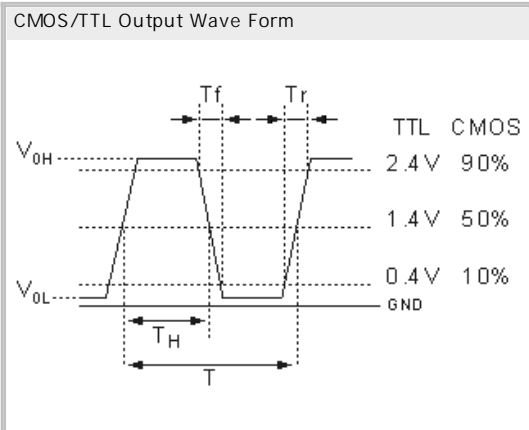 CMOS/TTL Output Wave Form
Tf Tr
TTL CMOS
V0H 2.4V 90%
1.4V 50%
0.4V 10%
V0L
GND
TH
T